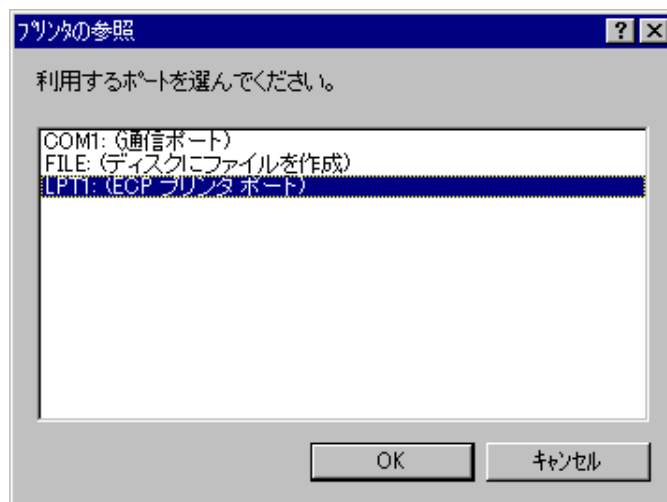 プリンタの参照
利用するポートを選んでください。
COM1: (通信ポート)
FILE: (ディスクにファイルを作成)
LPT1: (ECP プリンタ ポート)
OK
キャンセル